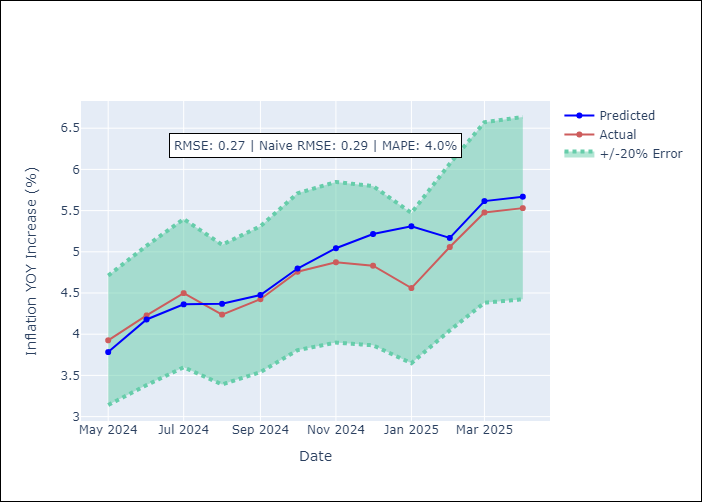 RMSE: 0.27 | Naive RMSE: 0.29 | MAPE: 4.0%
Predicted
Actual
+/-20% Error
Inflation YOY Increase (%)
6.5
6
5.5
5
4.5
4
3.5
3
May 2024
Jul 2024
Sep 2024
Nov 2024
Jan 2025
Mar 2025
Date